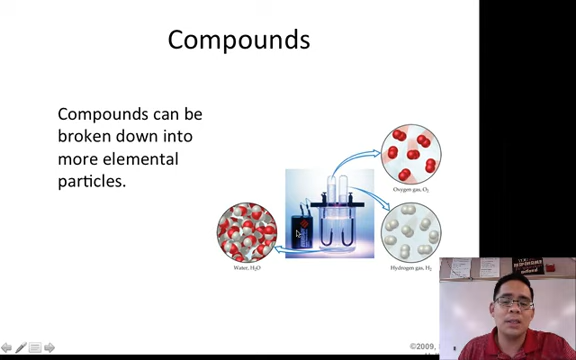 Compounds
Compounds can be
broken down into
more elemental
particles.
Oxygen gas, O₂
Water, H₂O
Hydrogen gas, H₂
©2009,